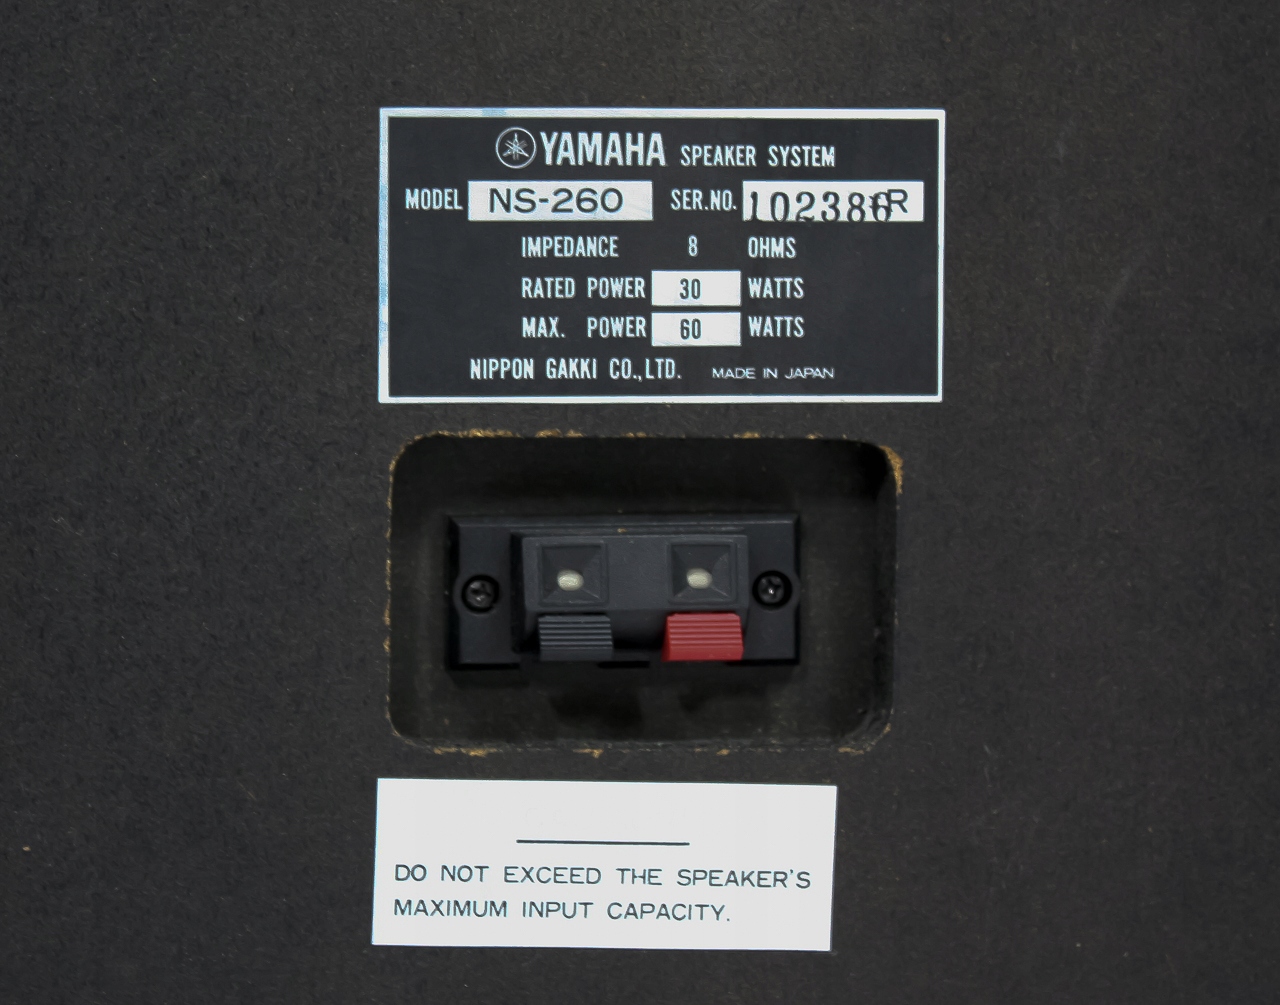 YAMAHA SPEAKER SYSTEM
MODEL NS-260 SER.NO. 102386R
IMPEDANCE 8 OHMS
RATED POWER 30 WATTS
MAX. POWER 60 WATTS
NIPPON GAKKI CO.,LTD. MADE IN JAPAN
DO NOT EXCEED THE SPEAKER'S
MAXIMUM INPUT CAPACITY.